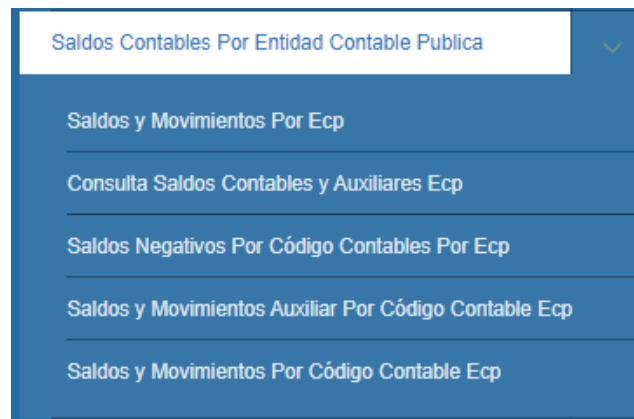 Saldos Contables Por Entidad Contable Publica
Saldos y Movimientos Por Ecp
Consulta Saldos Contables y Auxiliares Ecp
Saldos Negativos Por Código Contables Por Ecp
Saldos y Movimientos Auxiliar Por Código Contable Ecp
Saldos y Movimientos Por Código Contable Ecp